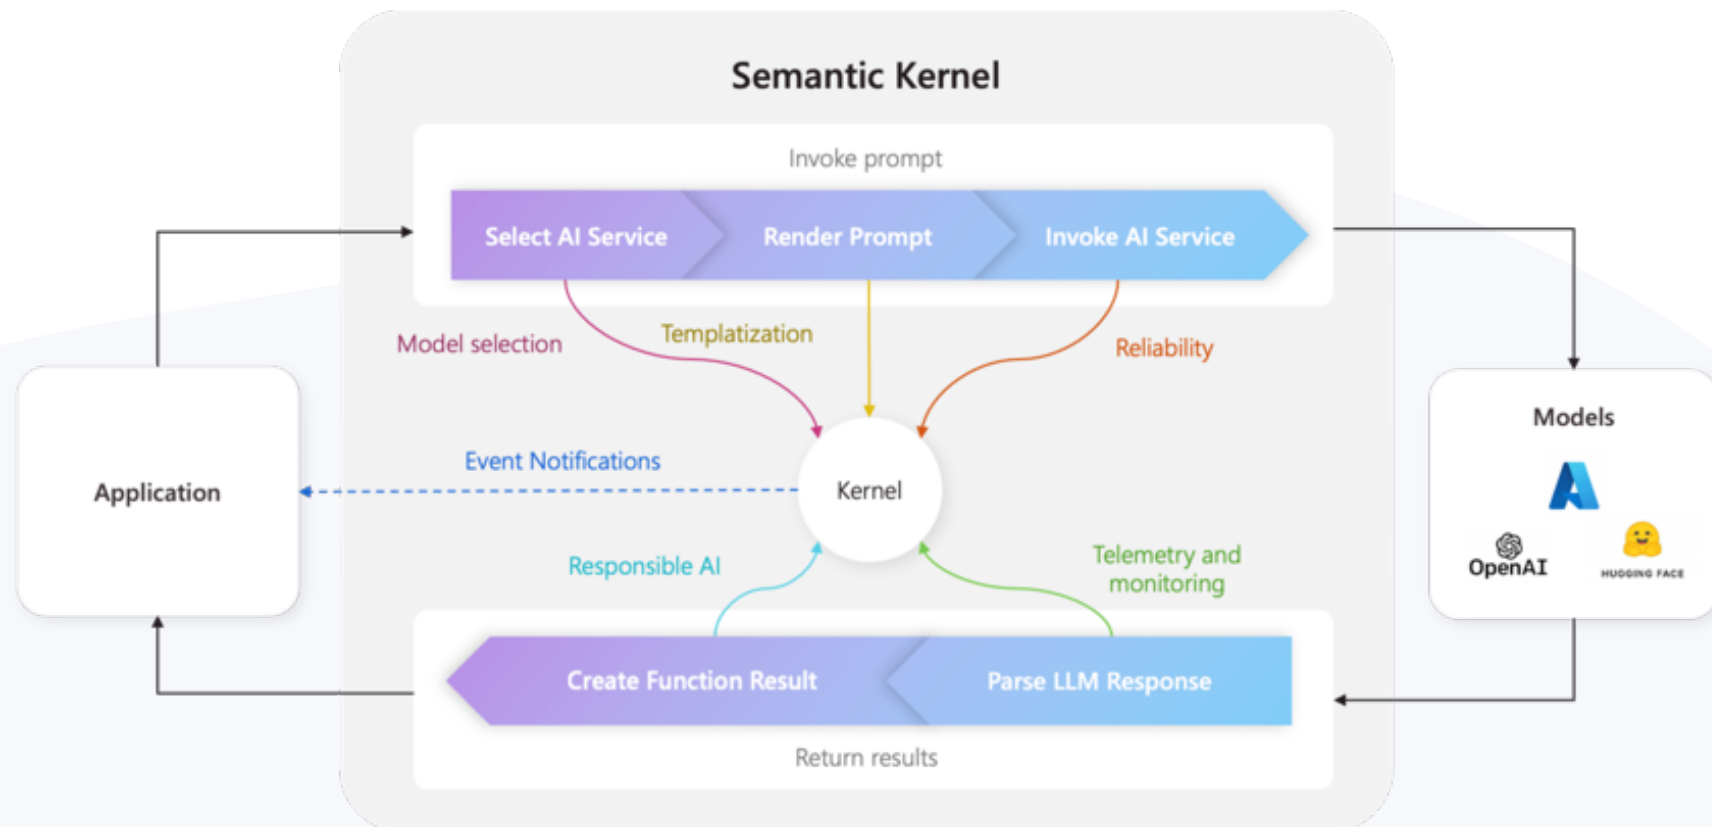 Semantic Kernel
Invoke prompt
Select AI Service
Render Prompt
Invoke AI Service
Model selection
Templatization
Reliability
Application
Event Notifications
Kernel
Models
OpenAI
HUGGING FACE
Responsible AI
Telemetry and
monitoring
Create Function Result
Parse LLM Response
Return results